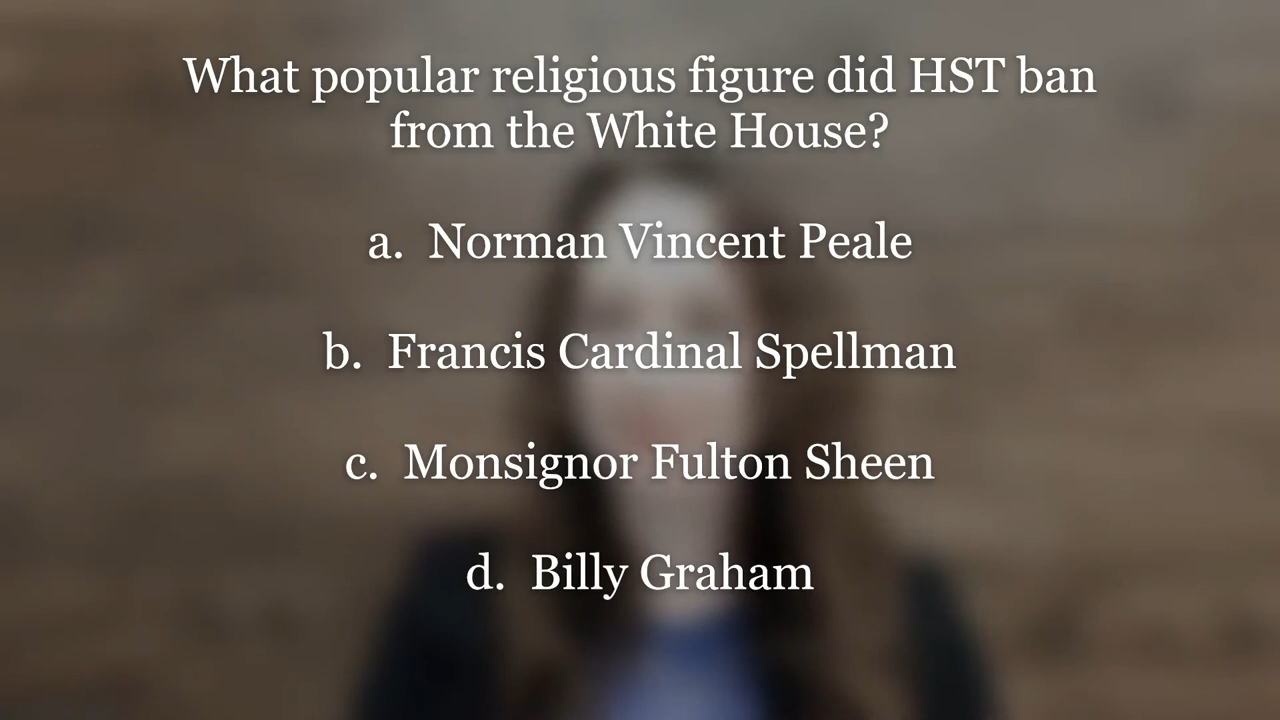 What popular religious figure did HST ban
from the White House?
a. Norman Vincent Peale
b. Francis Cardinal Spellman
c. Monsignor Fulton Sheen
d. Billy Graham